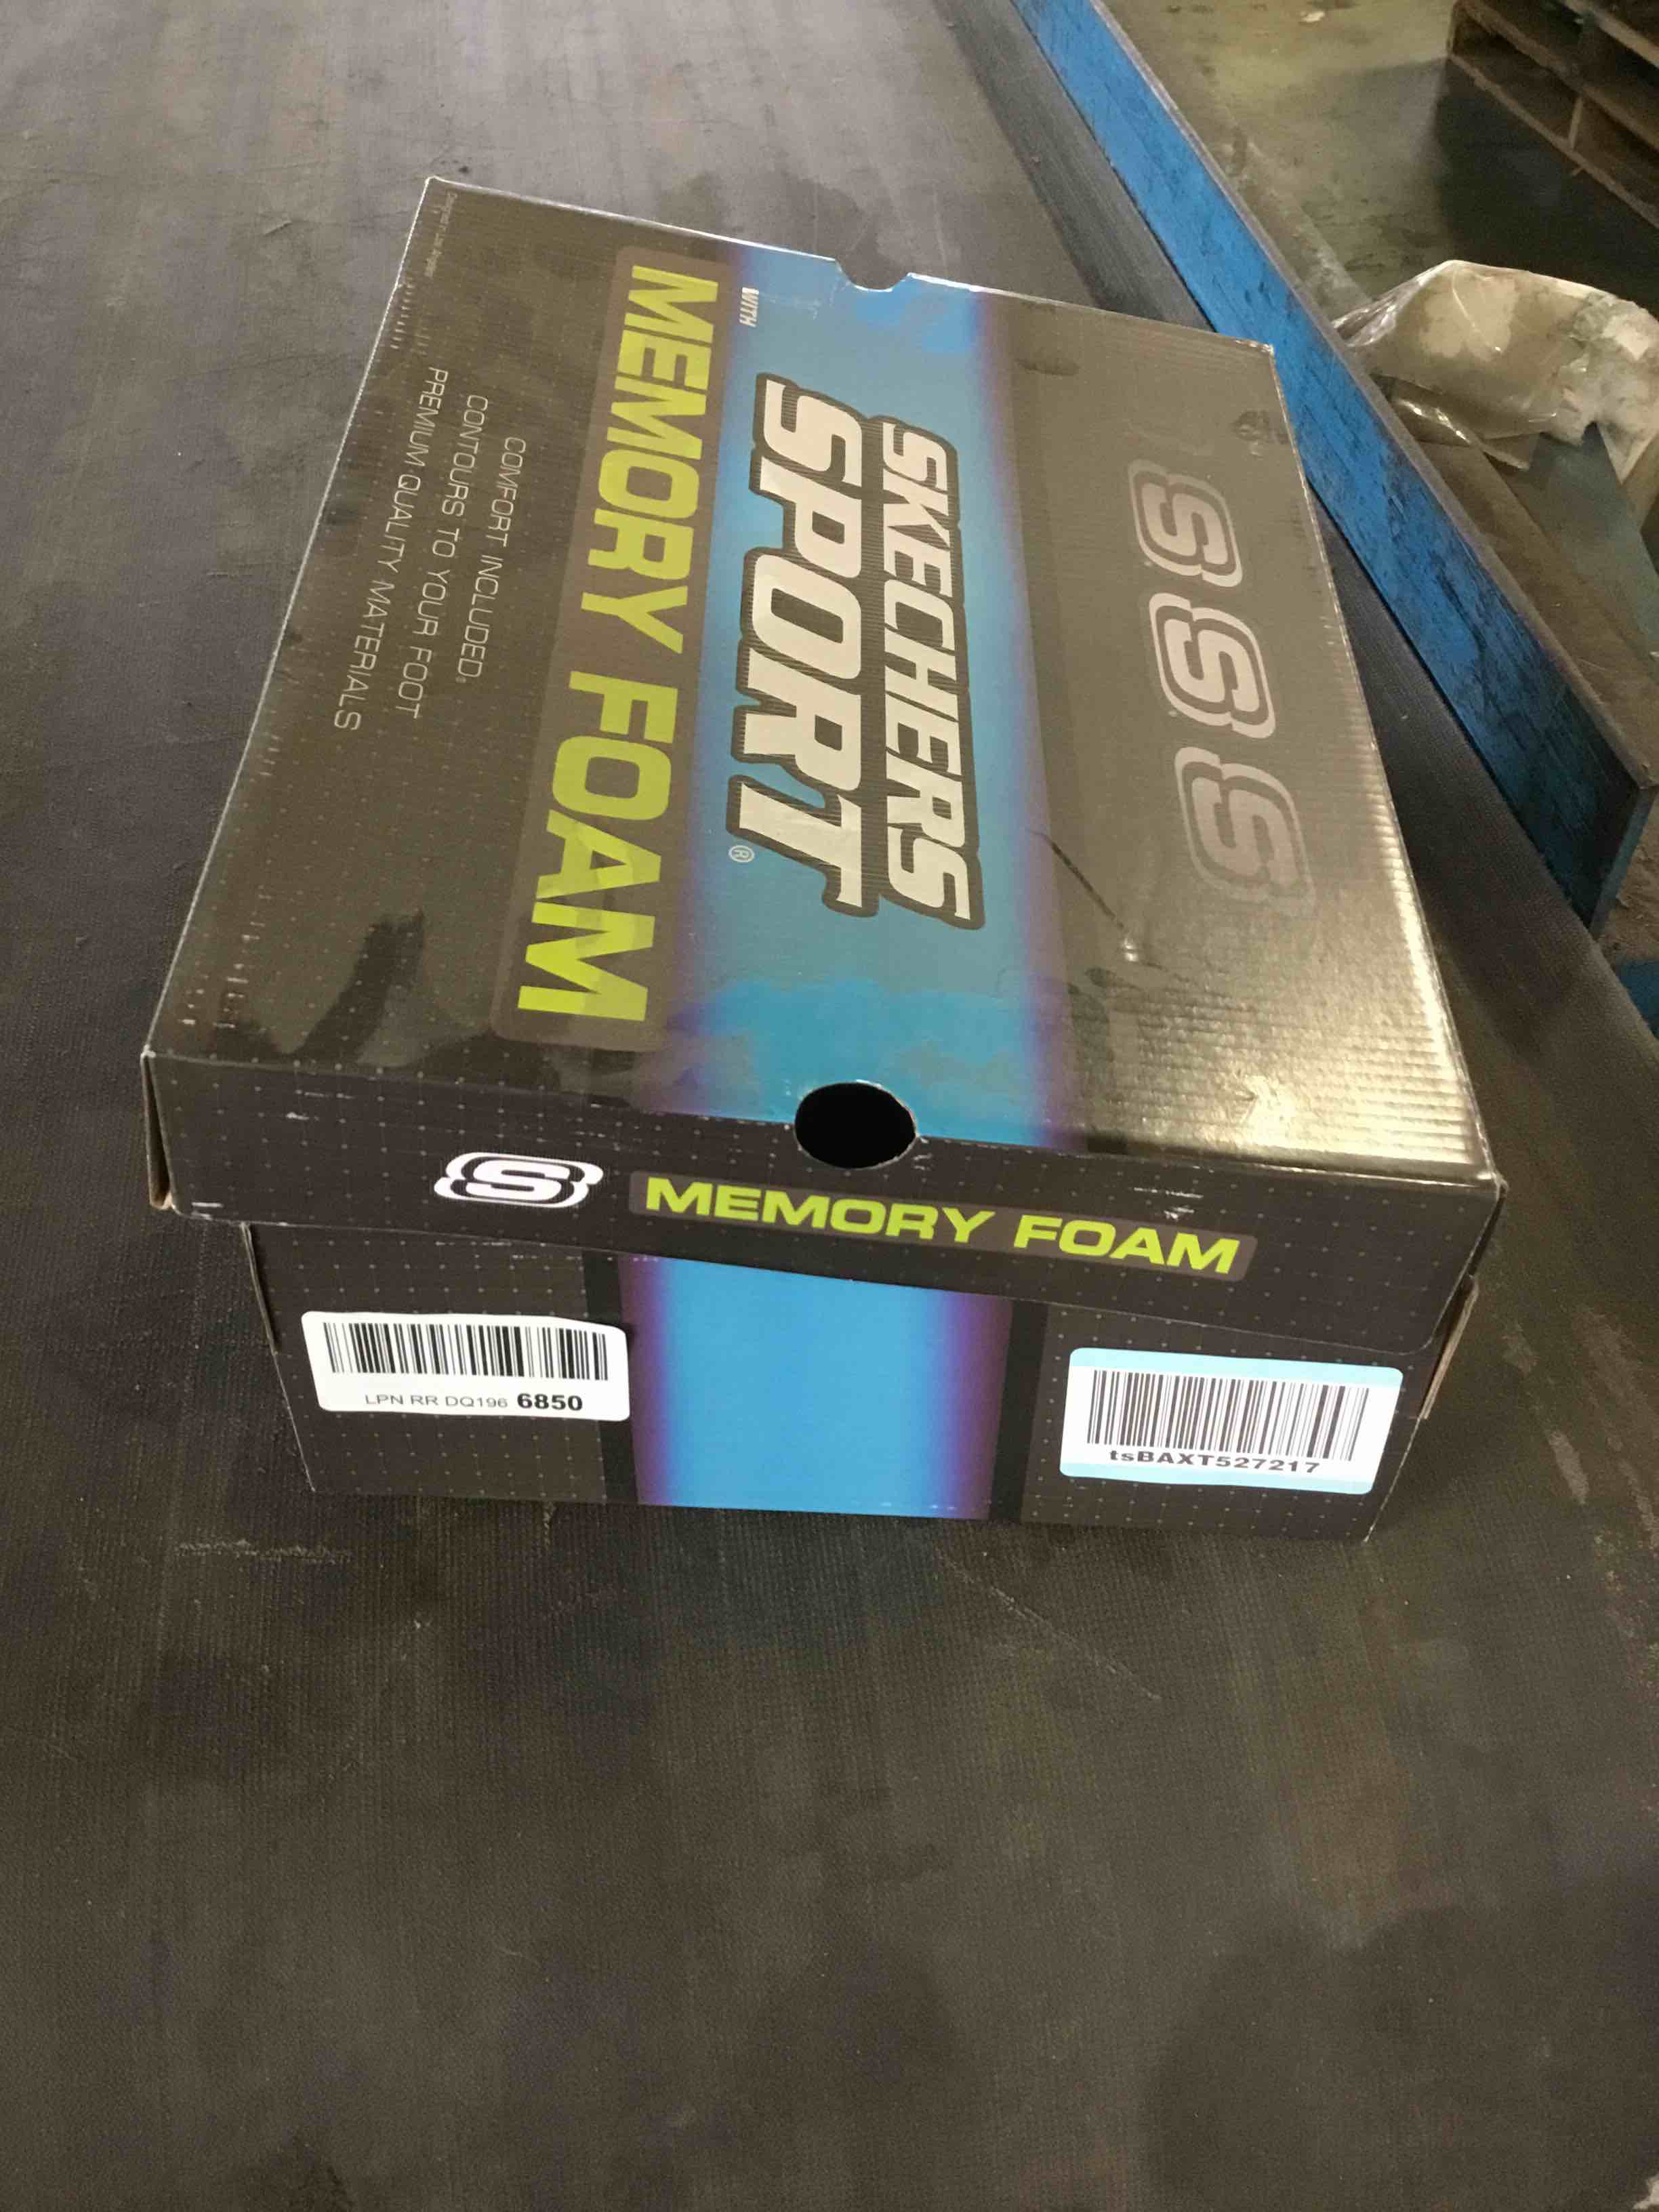 S S S
SKECHERS
SPORT®
WITH
MEMORY FOAM
COMFORT INCLUDED®
CONTOURS TO YOUR FOOT
PREMIUM QUALITY MATERIALS
S MEMORY FOAM
LPN RR DQ196 6850
tsBAXT527217